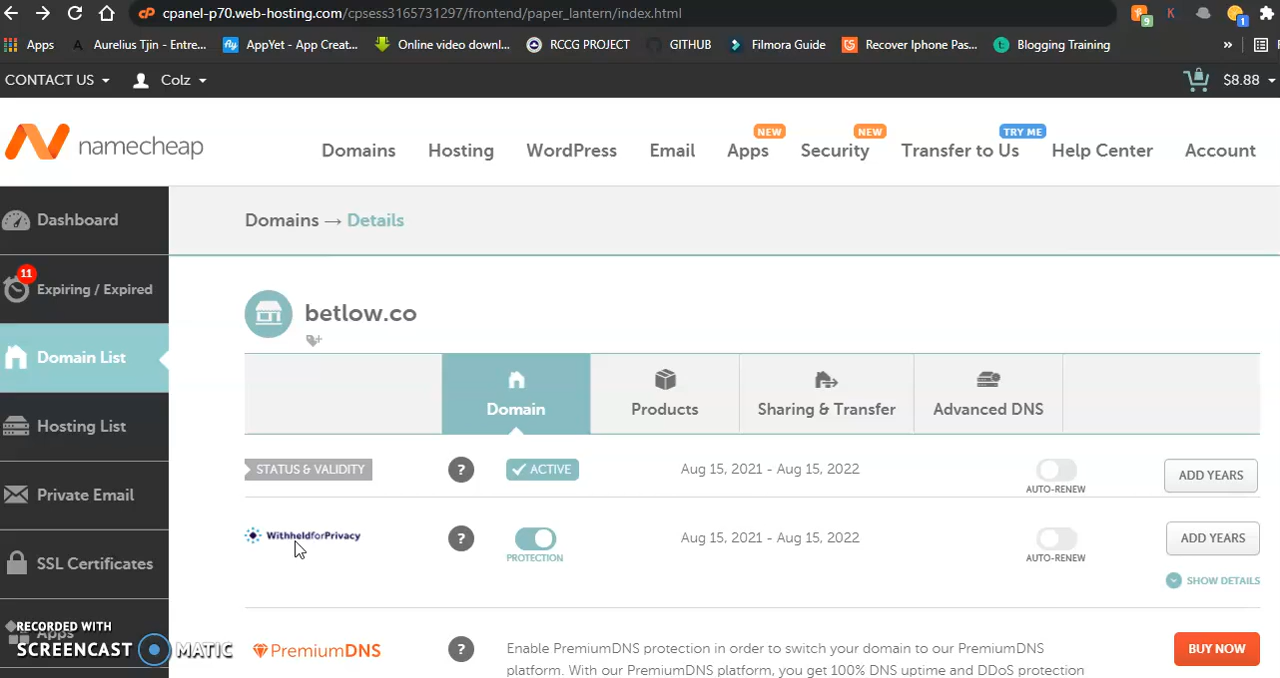 cpanel-p70.web-hosting.com/cpsess3165731297/frontend/paper_lantern/index.html
9
K
1
Apps
A Aurelius Tjin - Entre...
Ay AppYet - App Creat...
Online video downl...
RCCG PROJECT
GITHUB
Filmora Guide
Recover Iphone Pas...
t Blogging Training
»
CONTACT US
Colz
$8.88
namecheap
Domains
Hosting
WordPress
Email
NEW
Apps
NEW
Security
TRY ME
Transfer to Us
Help Center
Account
Dashboard
11
Expiring / Expired
Domain List
Hosting List
Private Email
SSL Certificates
Apps
Domains → Details
betlow.co
Domain
Products
Sharing & Transfer
Advanced DNS
STATUS & VALIDITY
?
ACTIVE
Aug 15, 2021 - Aug 15, 2022
AUTO-RENEW
ADD YEARS
WithheldforPrivacy
?
PROTECTION
Aug 15, 2021 - Aug 15, 2022
AUTO-RENEW
ADD YEARS
SHOW DETAILS
PremiumDNS
?
Enable PremiumDNS protection in order to switch your domain to our PremiumDNS
platform. With our PremiumDNS platform, you get 100% DNS uptime and DDoS protection
BUY NOW
RECORDED WITH
SCREENCAST MATIC